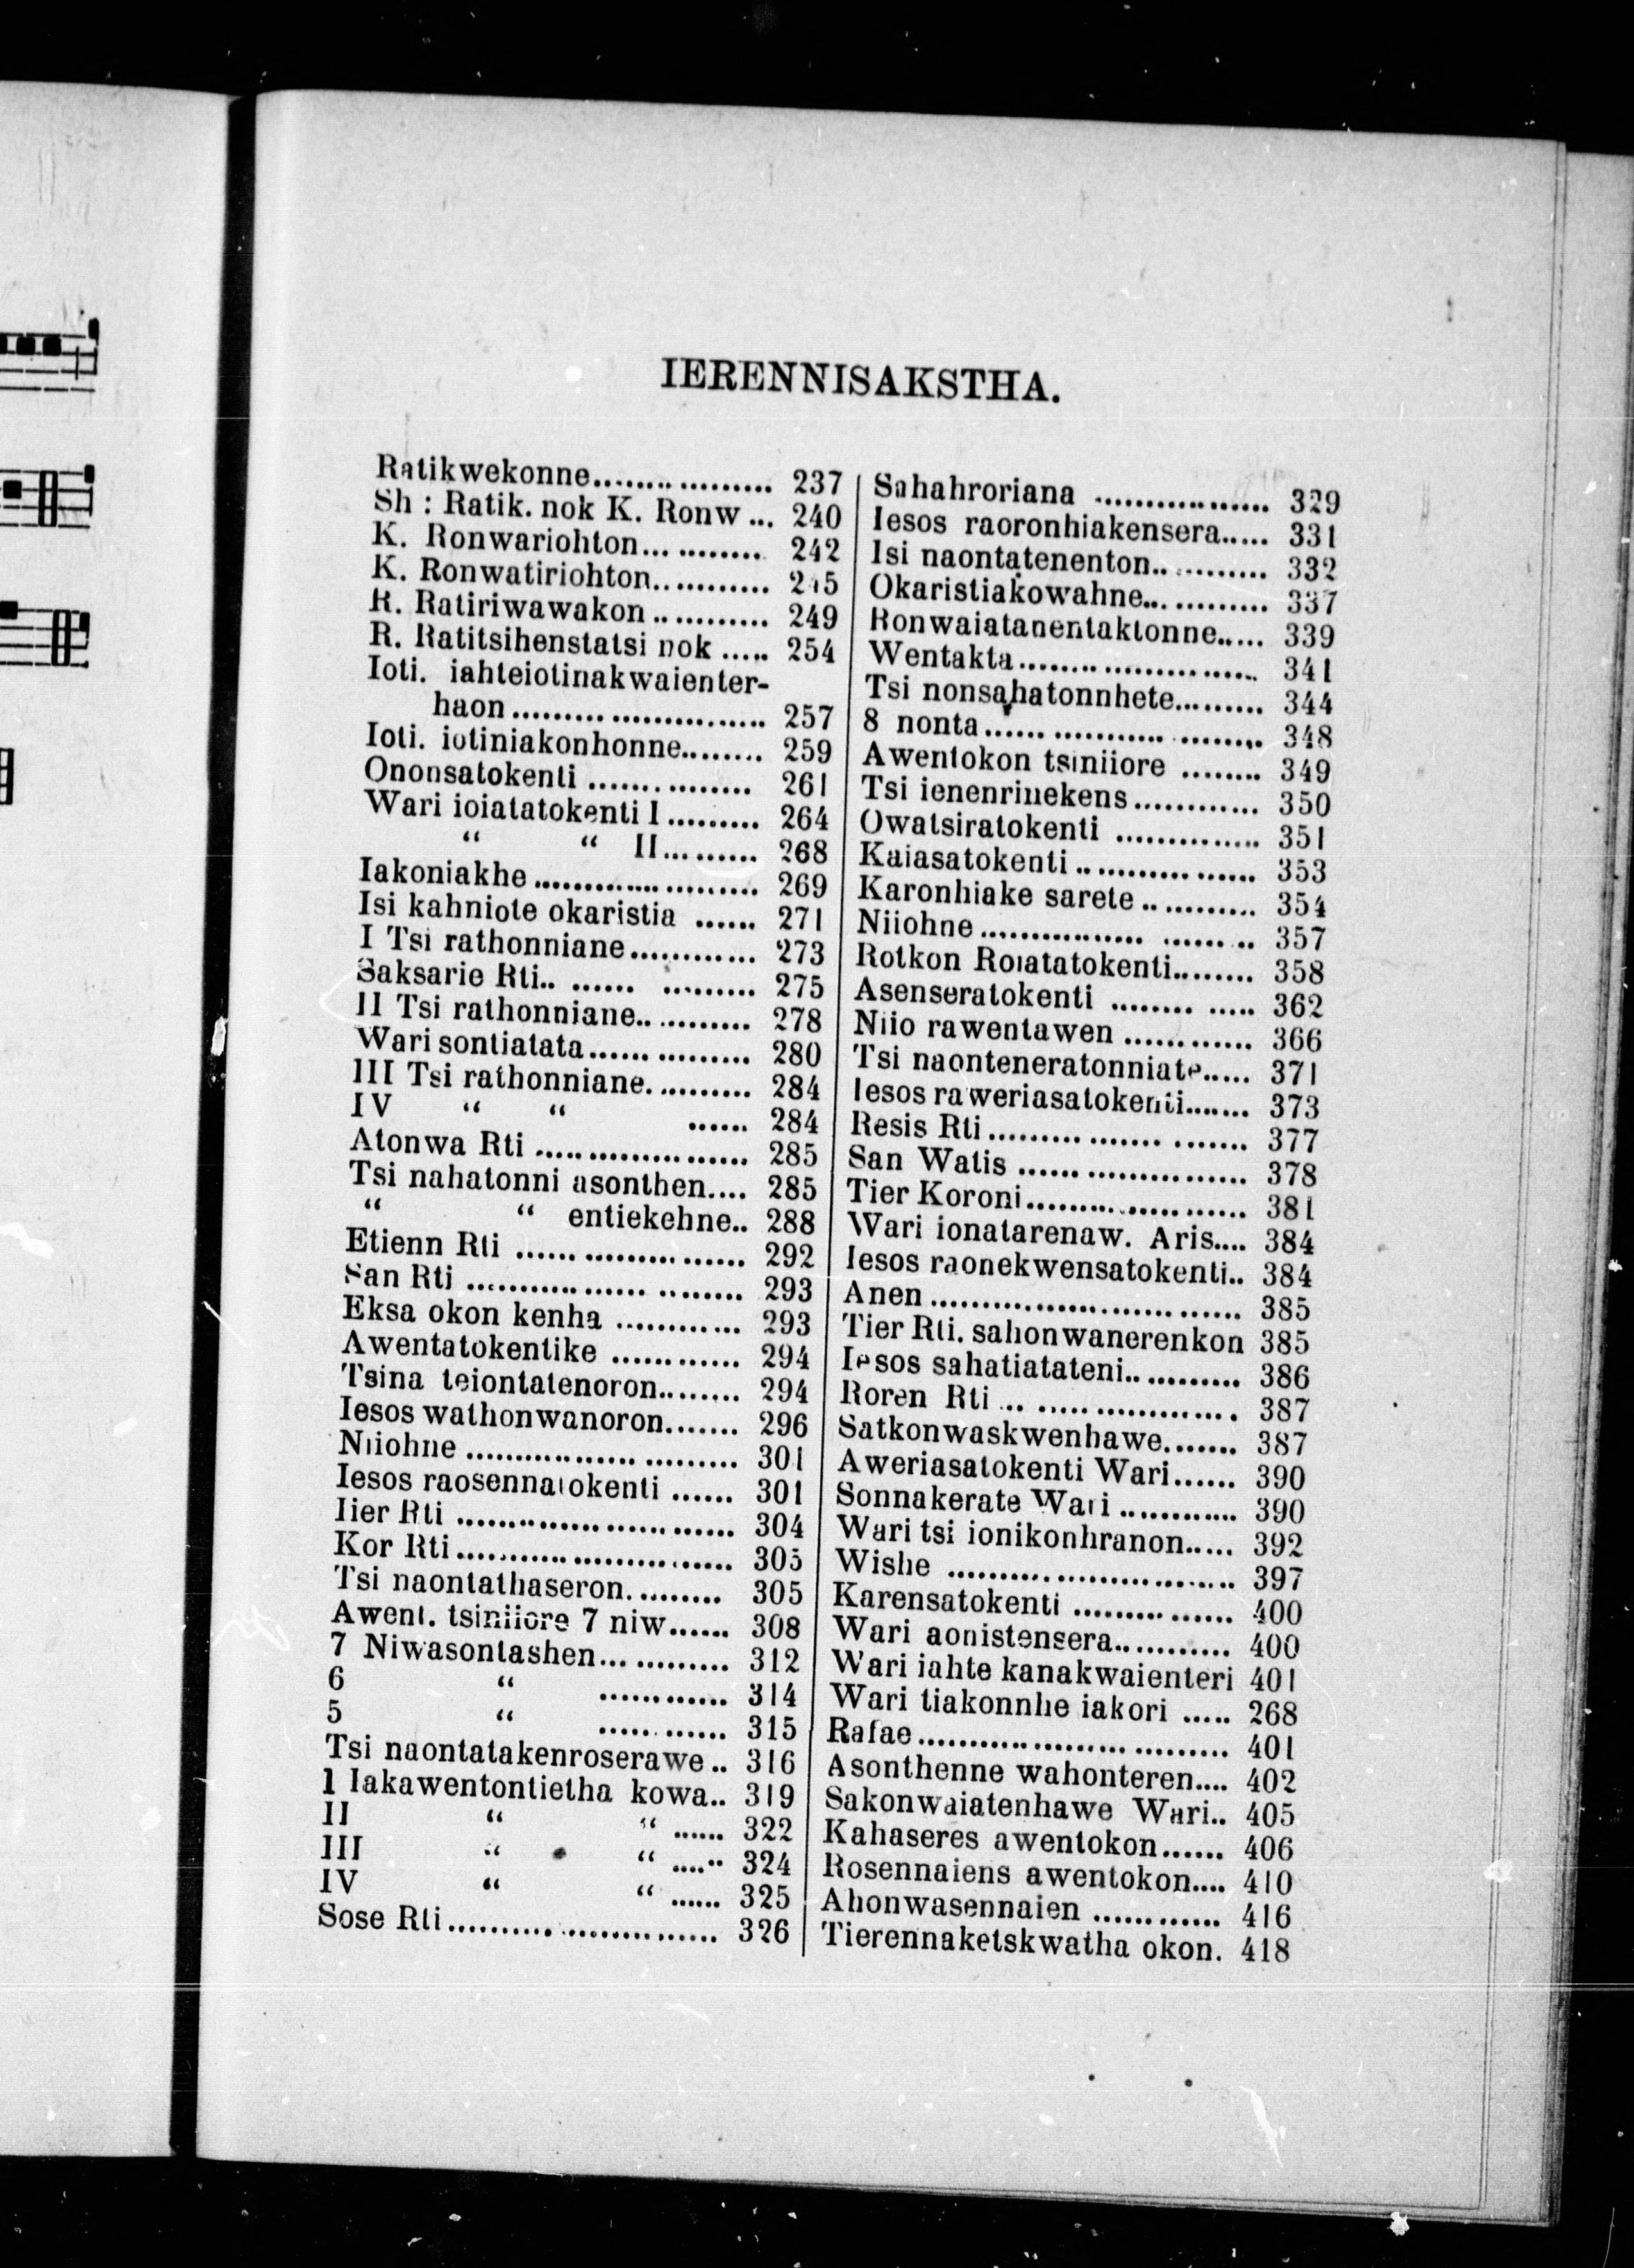 IERENNISAKSTHA.
Ratikwekonne.................. 237
Sh : Ratik. nok K. Ronw ... 240
K. Ronwariohton............ 242
K. Ronwatiriohton............ 245
R. Ratiriwawakon ............ 249
R. Ratitsihenstatsi nok ..... 254
Ioti. iahteiotinakwaienter-
haon ......................... 257
Ioti. iotiniakonhonne........ 259
Ononsatokenti ................ 261
Wari ioiatatokenti I ......... 264
“ “ II.......... 268
Iakoniakhe ....................... 269
Isi kahniote okaristia ...... 271
I Tsi rathonniane............. 273
Saksarie Rti.. ...... ......... 275
II Tsi rathonniane........... 278
Wari sontiatata................ 280
III Tsi rathonniane.......... 284
IV “ “ ...... 284
Atonwa Rti ..................... 285
Tsi nahatonni asonthen.... 285
“ “ entiekehne.. 288
Etienn Rti ...................... 292
San Rti ........................... 293
Eksa okon kenha ............ 293
Awentatokentike ............ 294
Tsina teiontatenoron........ 294
Iesos wathonwanoron....... 296
Niiohne .......................... 301
Iesos raosennatokenti ...... 301
Iier Rti ........................... 304
Kor Rti........................... 305
Tsi naontathaseron.......... 305
Awent. tsiniiore 7 niw...... 308
7 Niwasontashen............ 312
6 “ ............ 314
5 “ ............ 315
Tsi naontatakenroserawe .. 316
I Iakawentontietha kowa.. 319
II “ “ ...... 322
III “ “ ...... 324
IV “ “ ...... 325
Sose Rti.......................... 326
Sahahroriana ................. 329
Iesos raoronhiakensera..... 331
Isi naontatenenton........... 332
Okaristiakowahne............ 337
Ronwaiatanentaktonne..... 339
Wentakta........................ 341
Tsi nonsahatonnhete......... 344
8 nonta........................... 348
Awentokon tsiniiore ........ 349
Tsi ienenrinekens............ 350
Owatsiratokenti .............. 351
Kaiasatokenti ................. 353
Karonhiake sarete ........... 354
Niiohne ......................... 357
Rotkon Roiatatokenti........ 358
Asenseratokenti ............. 362
Niio rawentawen ............ 366
Tsi naonteneratonniate..... 371
Iesos raweriasatokenti....... 373
Resis Rti ........................ 377
San Watis ...................... 378
Tier Koroni..................... 381
Wari ionatarenaw. Aris.... 384
Iesos raonekwensatokenti.. 384
Anen .............................. 385
Tier Rti. sahonwanerenkon 385
Iesos sahatiatateni........... 386
Roren Rti ....................... 387
Satkonwaskwenhawe....... 387
Aweriasatokenti Wari...... 390
Sonnakerate Wari ........... 390
Wari tsi ionikonhranon..... 392
Wishe ............................ 397
Karensatokenti ............... 400
Wari aonistensera........... 400
Wari iahte kanakwaienteri 401
Wari tiakonnhe iakori ..... 268
Rafae.............................. 401
Asonthenne wahonteren.... 402
Sakonwaiatenhawe Wari.. 405
Kahaseres awentokon...... 406
Rosennaiens awentokon.... 410
Ahonwasennaien ............ 416
Tierennaketskwatha okon. 418